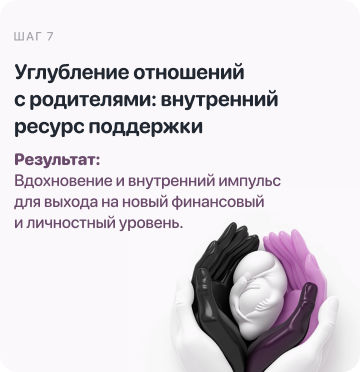 ШАГ 7
Углубление отношений
с родителями: внутренний
ресурс поддержки
Результат:
Вдохновение и внутренний импульс
для выхода на новый финансовый
и личностный уровень.